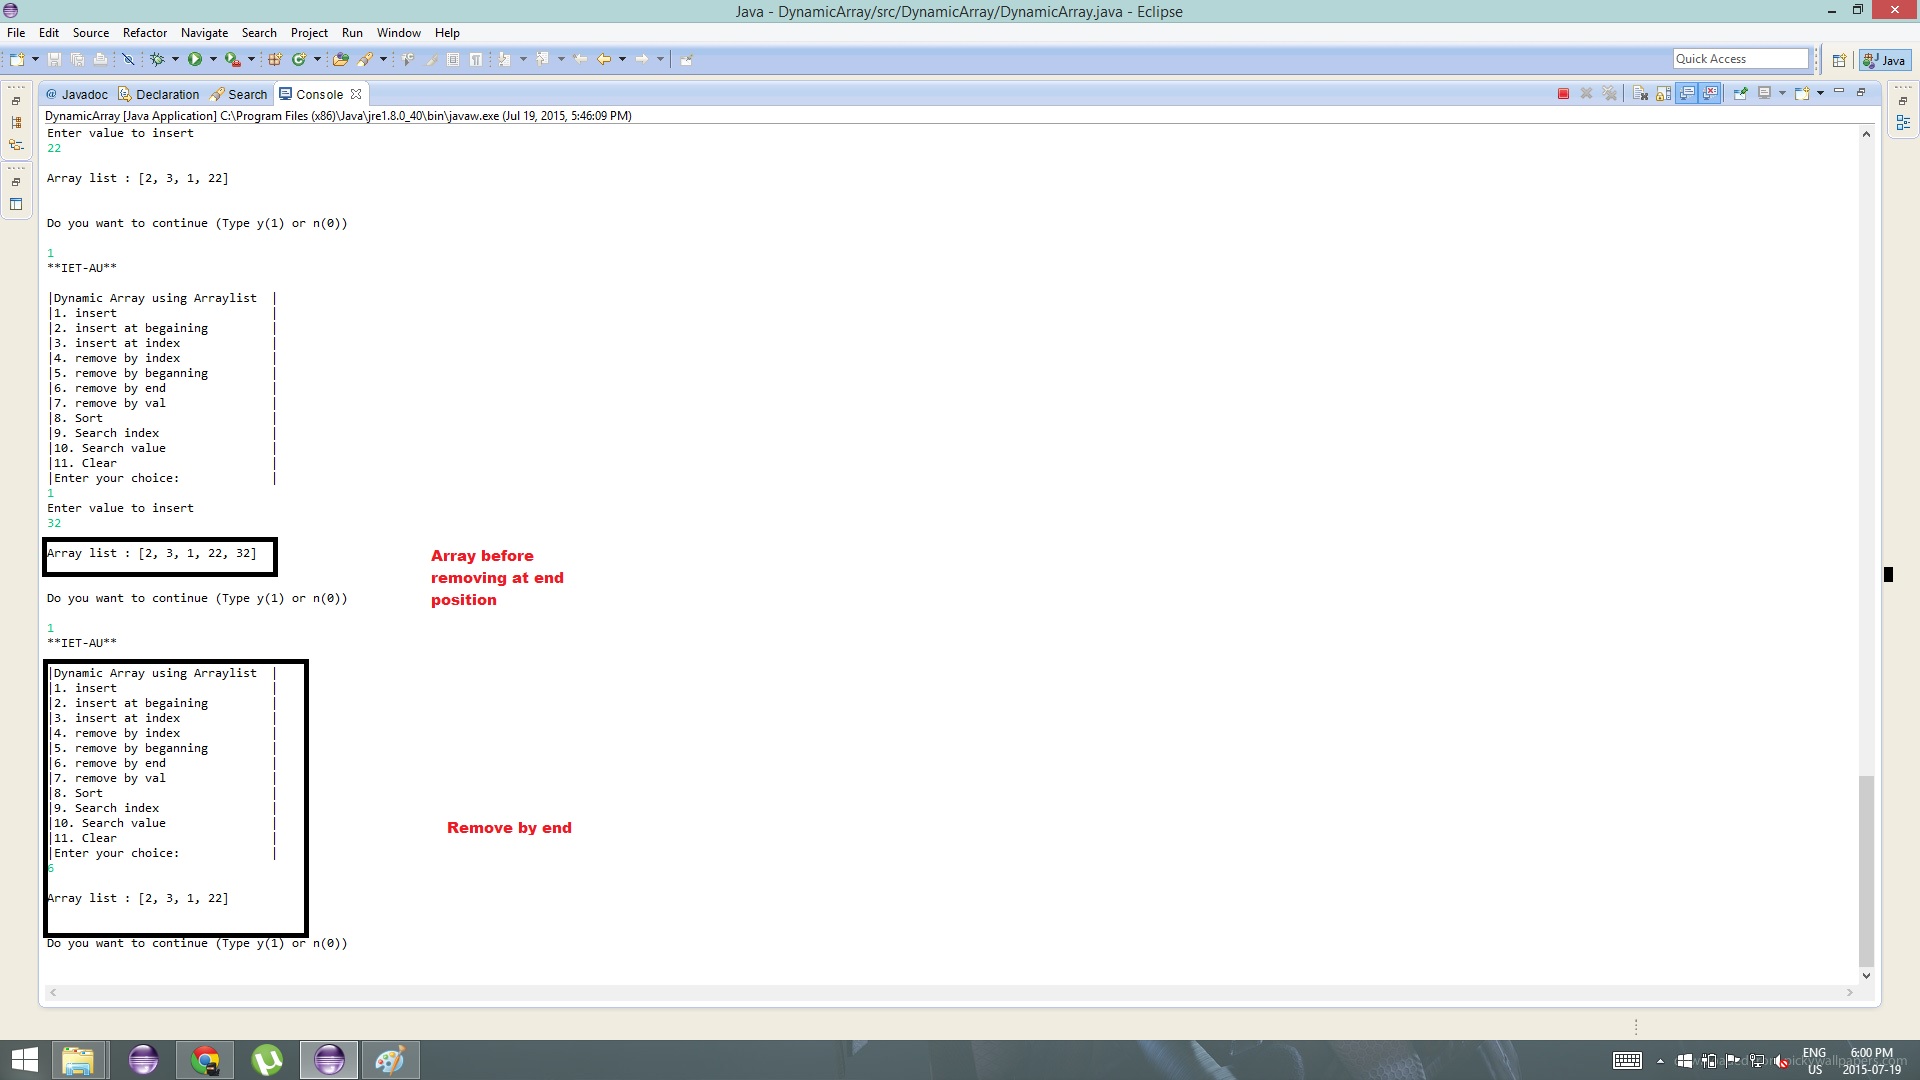 Java - DynamicArray/src/DynamicArray/DynamicArray.java - Eclipse
File Edit Source Refactor Navigate Search Project Run Window Help
Quick Access
Java
@ Javadoc Declaration Search Console
DynamicArray [Java Application] C:\Program Files (x86)\Java\jre1.8.0_40\bin\javaw.exe (Jul 19, 2015, 5:46:09 PM)
Enter value to insert
22
Array list : [2, 3, 1, 22]
Do you want to continue (Type y(1) or n(0))
1
**IET-AU**
|Dynamic Array using Arraylist |
|1. insert |
|2. insert at begaining |
|3. insert at index |
|4. remove by index |
|5. remove by beganning |
|6. remove by end |
|7. remove by val |
|8. Sort |
|9. Search index |
|10. Search value |
|11. Clear |
|Enter your choice: |
1
Enter value to insert
32
Array list : [2, 3, 1, 22, 32]
Array before
removing at end
position
Do you want to continue (Type y(1) or n(0))
1
**IET-AU**
|Dynamic Array using Arraylist |
|1. insert |
|2. insert at begaining |
|3. insert at index |
|4. remove by index |
|5. remove by beganning |
|6. remove by end |
|7. remove by val |
|8. Sort |
|9. Search index |
|10. Search value |
|11. Clear |
Remove by end
|Enter your choice: |
6
Array list : [2, 3, 1, 22]
Do you want to continue (Type y(1) or n(0))
ENG
US
6:00 PM
2015-07-19